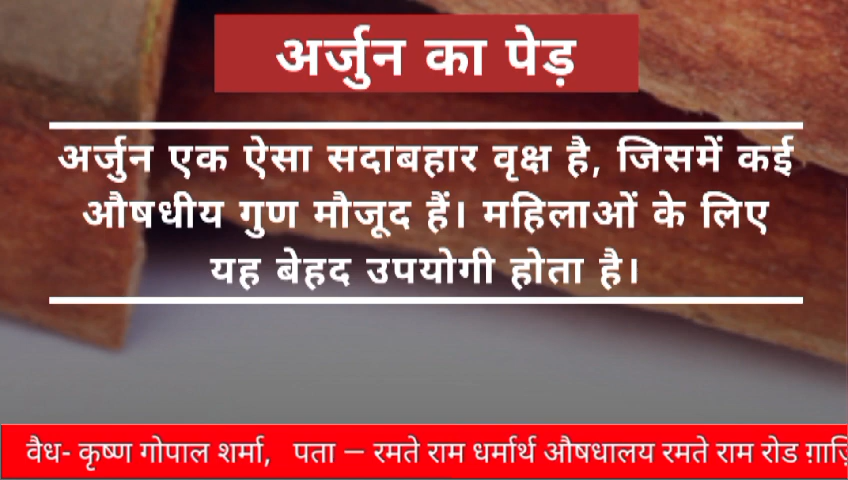 अर्जुन का पेड़
अर्जुन एक ऐसा सदाबहार वृक्ष है, जिसमें कई
औषधीय गुण मौजूद हैं। महिलाओं के लिए
यह बेहद उपयोगी होता है।
वैध- कृष्ण गोपाल शर्मा, पता – रमते राम धर्मार्थ औषधालय रमते राम रोड